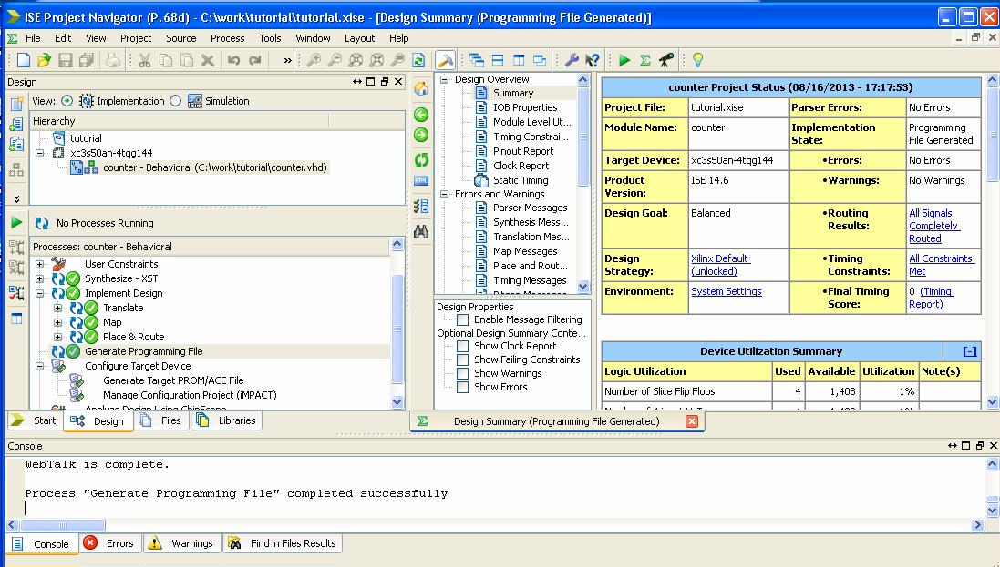 ISE Project Navigator (P.68d) - C:\work\tutorial\tutorial.xise - [Design Summary (Programming File Generated)]
File Edit View Project Source Process Tools Window Layout Help
Design
View: Implementation Simulation
Hierarchy
tutorial
xc3s50an-4tqg144
counter - Behavioral (C:\work\tutorial\counter.vhd)
No Processes Running
Processes: counter - Behavioral
User Constraints
Synthesize - XST
Implement Design
Translate
Map
Place & Route
Generate Programming File
Configure Target Device
Generate Target PROM/ACE File
Manage Configuration Project (iMPACT)
Analyze Design Using ChipScope
Start Design Files Libraries
Design Overview
Summary
IOB Properties
Module Level Ut...
Timing Constrai...
Pinout Report
Clock Report
Static Timing
Errors and Warnings
Parser Messages
Synthesis Mess...
Translation Mes...
Map Messages
Place and Rout...
Timing Messages
Design Properties
Enable Message Filtering
Optional Design Summary Conte...
Show Clock Report
Show Failing Constraints
Show Warnings
Show Errors
counter Project Status (08/16/2013 - 17:17:53)
Project File: tutorial.xise Parser Errors: No Errors
Module Name: counter Implementation State: Programming File Generated
Target Device: xc3s50an-4tqg144 •Errors: No Errors
Product Version: ISE 14.6 •Warnings: No Warnings
Design Goal: Balanced •Routing Results: All Signals Completely Routed
Design Strategy: Xilinx Default (unlocked) •Timing Constraints: All Constraints Met
Environment: System Settings •Final Timing Score: 0 (Timing Report)
Device Utilization Summary [-]
Logic Utilization Used Available Utilization Note(s)
Number of Slice Flip Flops 4 1,408 1%
Design Summary (Programming File Generated)
Console
WebTalk is complete.
Process "Generate Programming File" completed successfully
Console Errors Warnings Find in Files Results